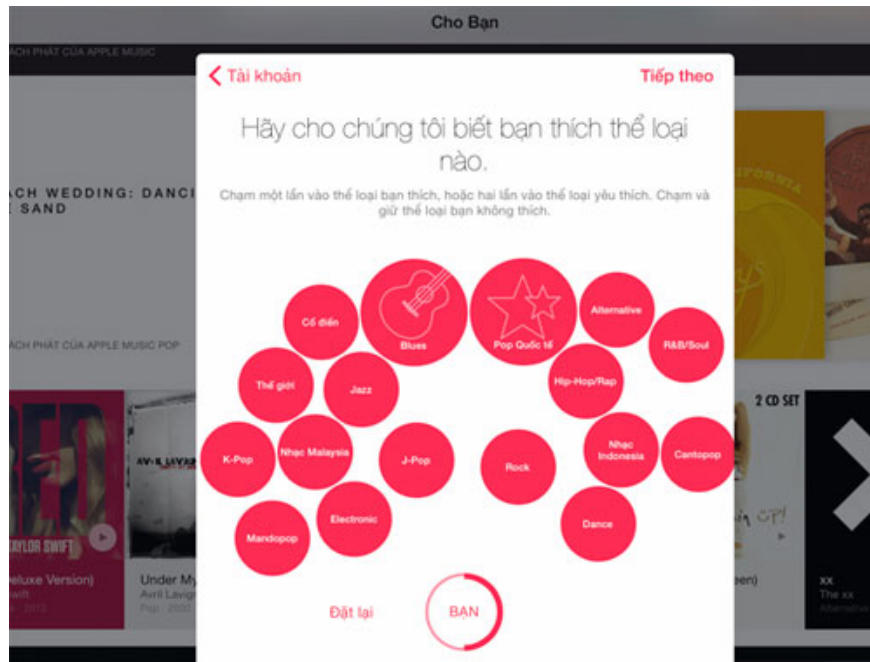 Cho Bạn
ÁCH PHÁT CỦA APPLE MUSIC
Tài khoản
Tiếp theo
Hãy cho chúng tôi biết bạn thích thể loại
nào.
Chạm một lần vào thể loại bạn thích, hoặc hai lần vào thể loại yêu thích. Chạm và
giữ thể loại bạn không thích.
ACH WEDDING: DANCI
E SAND
Cổ điển
Blues
Pop Quốc tế
Alternative
R&B/Soul
ÁCH PHÁT CỦA APPLE MUSIC POP
Thế giới
Jazz
Hip-Hop/Rap
2 CD SET
K-Pop
Nhạc Malaysia
J-Pop
Rock
Nhạc
Indonesia
Cantopop
Mandopop
Electronic
Dance
TAYLOR SWIFT
Deluxe Version)
Under My
Avril Lavign
Pop · 2002
xx
The xx
Alternative
Đặt lại
BẠN